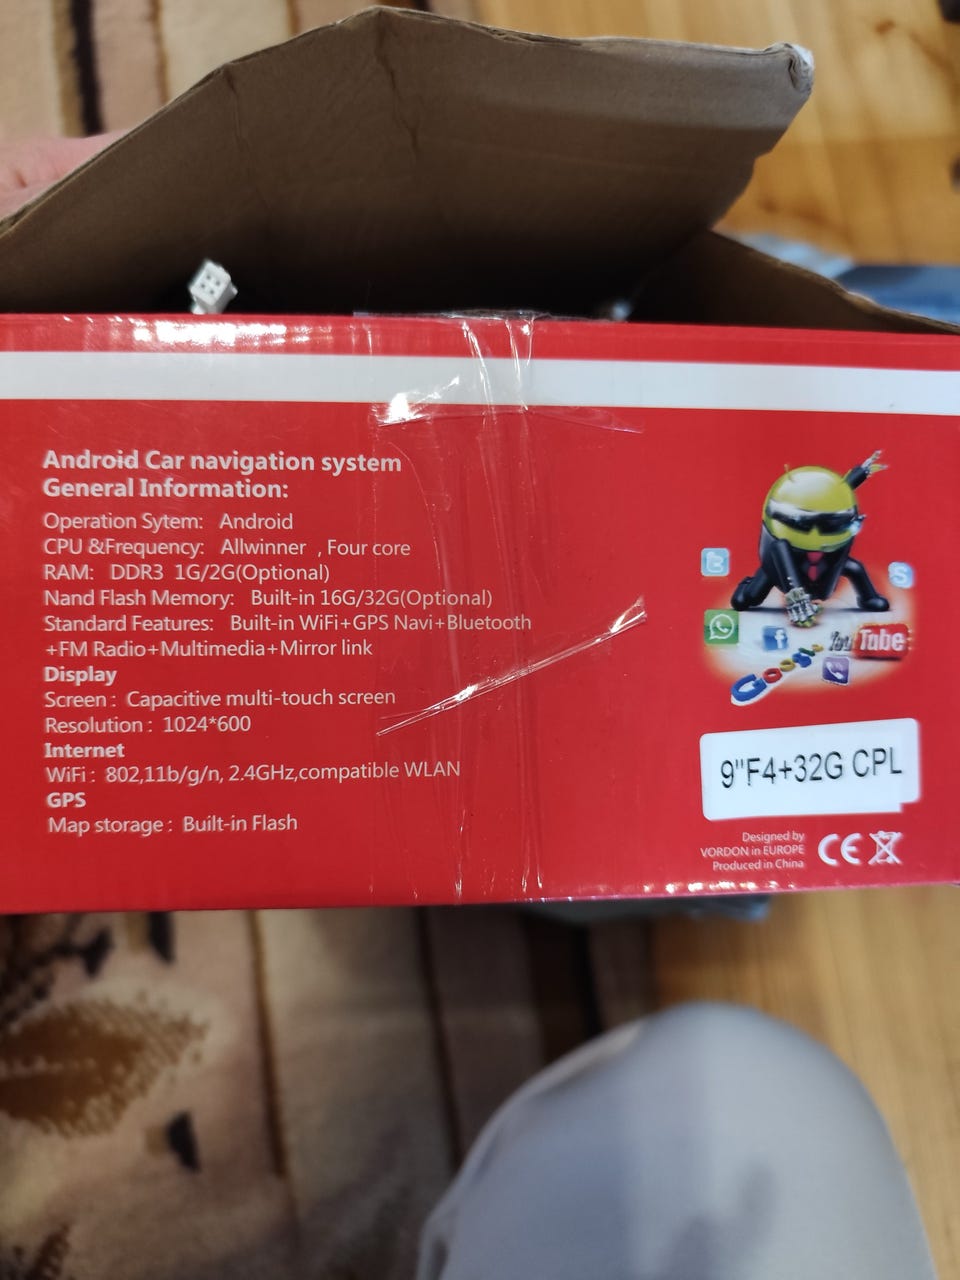 Android Car navigation system
General Information:
Operation Sytem: Android
CPU &Frequency: Allwinner , Four core
RAM: DDR3 1G/2G(Optional)
Nand Flash Memory: Built-in 16G/32G(Optional)
Standard Features: Built-in WiFi+GPS Navi+Bluetooth
+FM Radio+Multimedia+Mirror link
Display
Screen : Capacitive multi-touch screen
Resolution : 1024*600
Internet
WiFi : 802,11b/g/n, 2.4GHz,compatible WLAN
GPS
Map storage : Built-in Flash
YouTube
Google
9"F4+32G CPL
Designed by
VORDON in EUROPE
Produced in China
CE